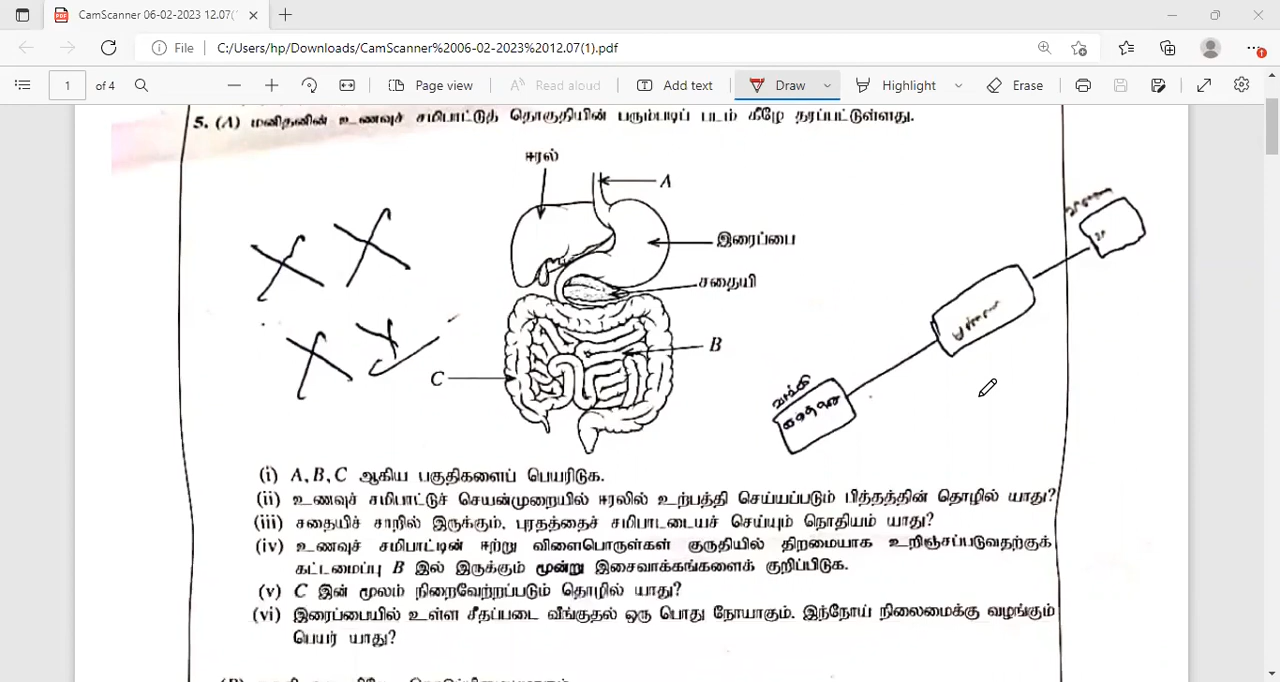 CamScanner 06-02-2023 12.07(1
File C:/Users/hp/Downloads/CamScanner%2006-02-2023%2012.07(1).pdf
1 of 4 Page view Read aloud Add text Draw Highlight Erase
5. (A) மனிதனின் உணவுச் சமிபாட்டுத் தொகுதியின் பரும்படிப் படம் கீழே தரப்பட்டுள்ளது.
ஈரல்
A
இரைப்பை
சதையி
B
C
(i) A, B, C ஆகிய பகுதிகளைப் பெயரிடுக.
(ii) உணவுச் சமிபாட்டுச் செயன்முறையில் ஈரலில் உற்பத்தி செய்யப்படும் பித்தத்தின் தொழில் யாது?
(iii) சதையிச் சாறில் இருக்கும், புரதத்தைச் சமிபாடடையச் செய்யும் நொதியம் யாது?
(iv) உணவுச் சமிபாட்டின் ஈற்று விளைபொருள்கள் குருதியில் திறமையாக உறிஞ்சப்படுவதற்குக்
கட்டமைப்பு B இல் இருக்கும் மூன்று இசைவாக்கங்களைக் குறிப்பிடுக.
(v) C இன் மூலம் நிறைவேற்றப்படும் தொழில் யாது?
(vi) இரைப்பையில் உள்ள சீதப்படை வீங்குதல் ஒரு பொது நோயாகும். இந்நோய் நிலைமைக்கு வழங்கும்
பெயர் யாது?